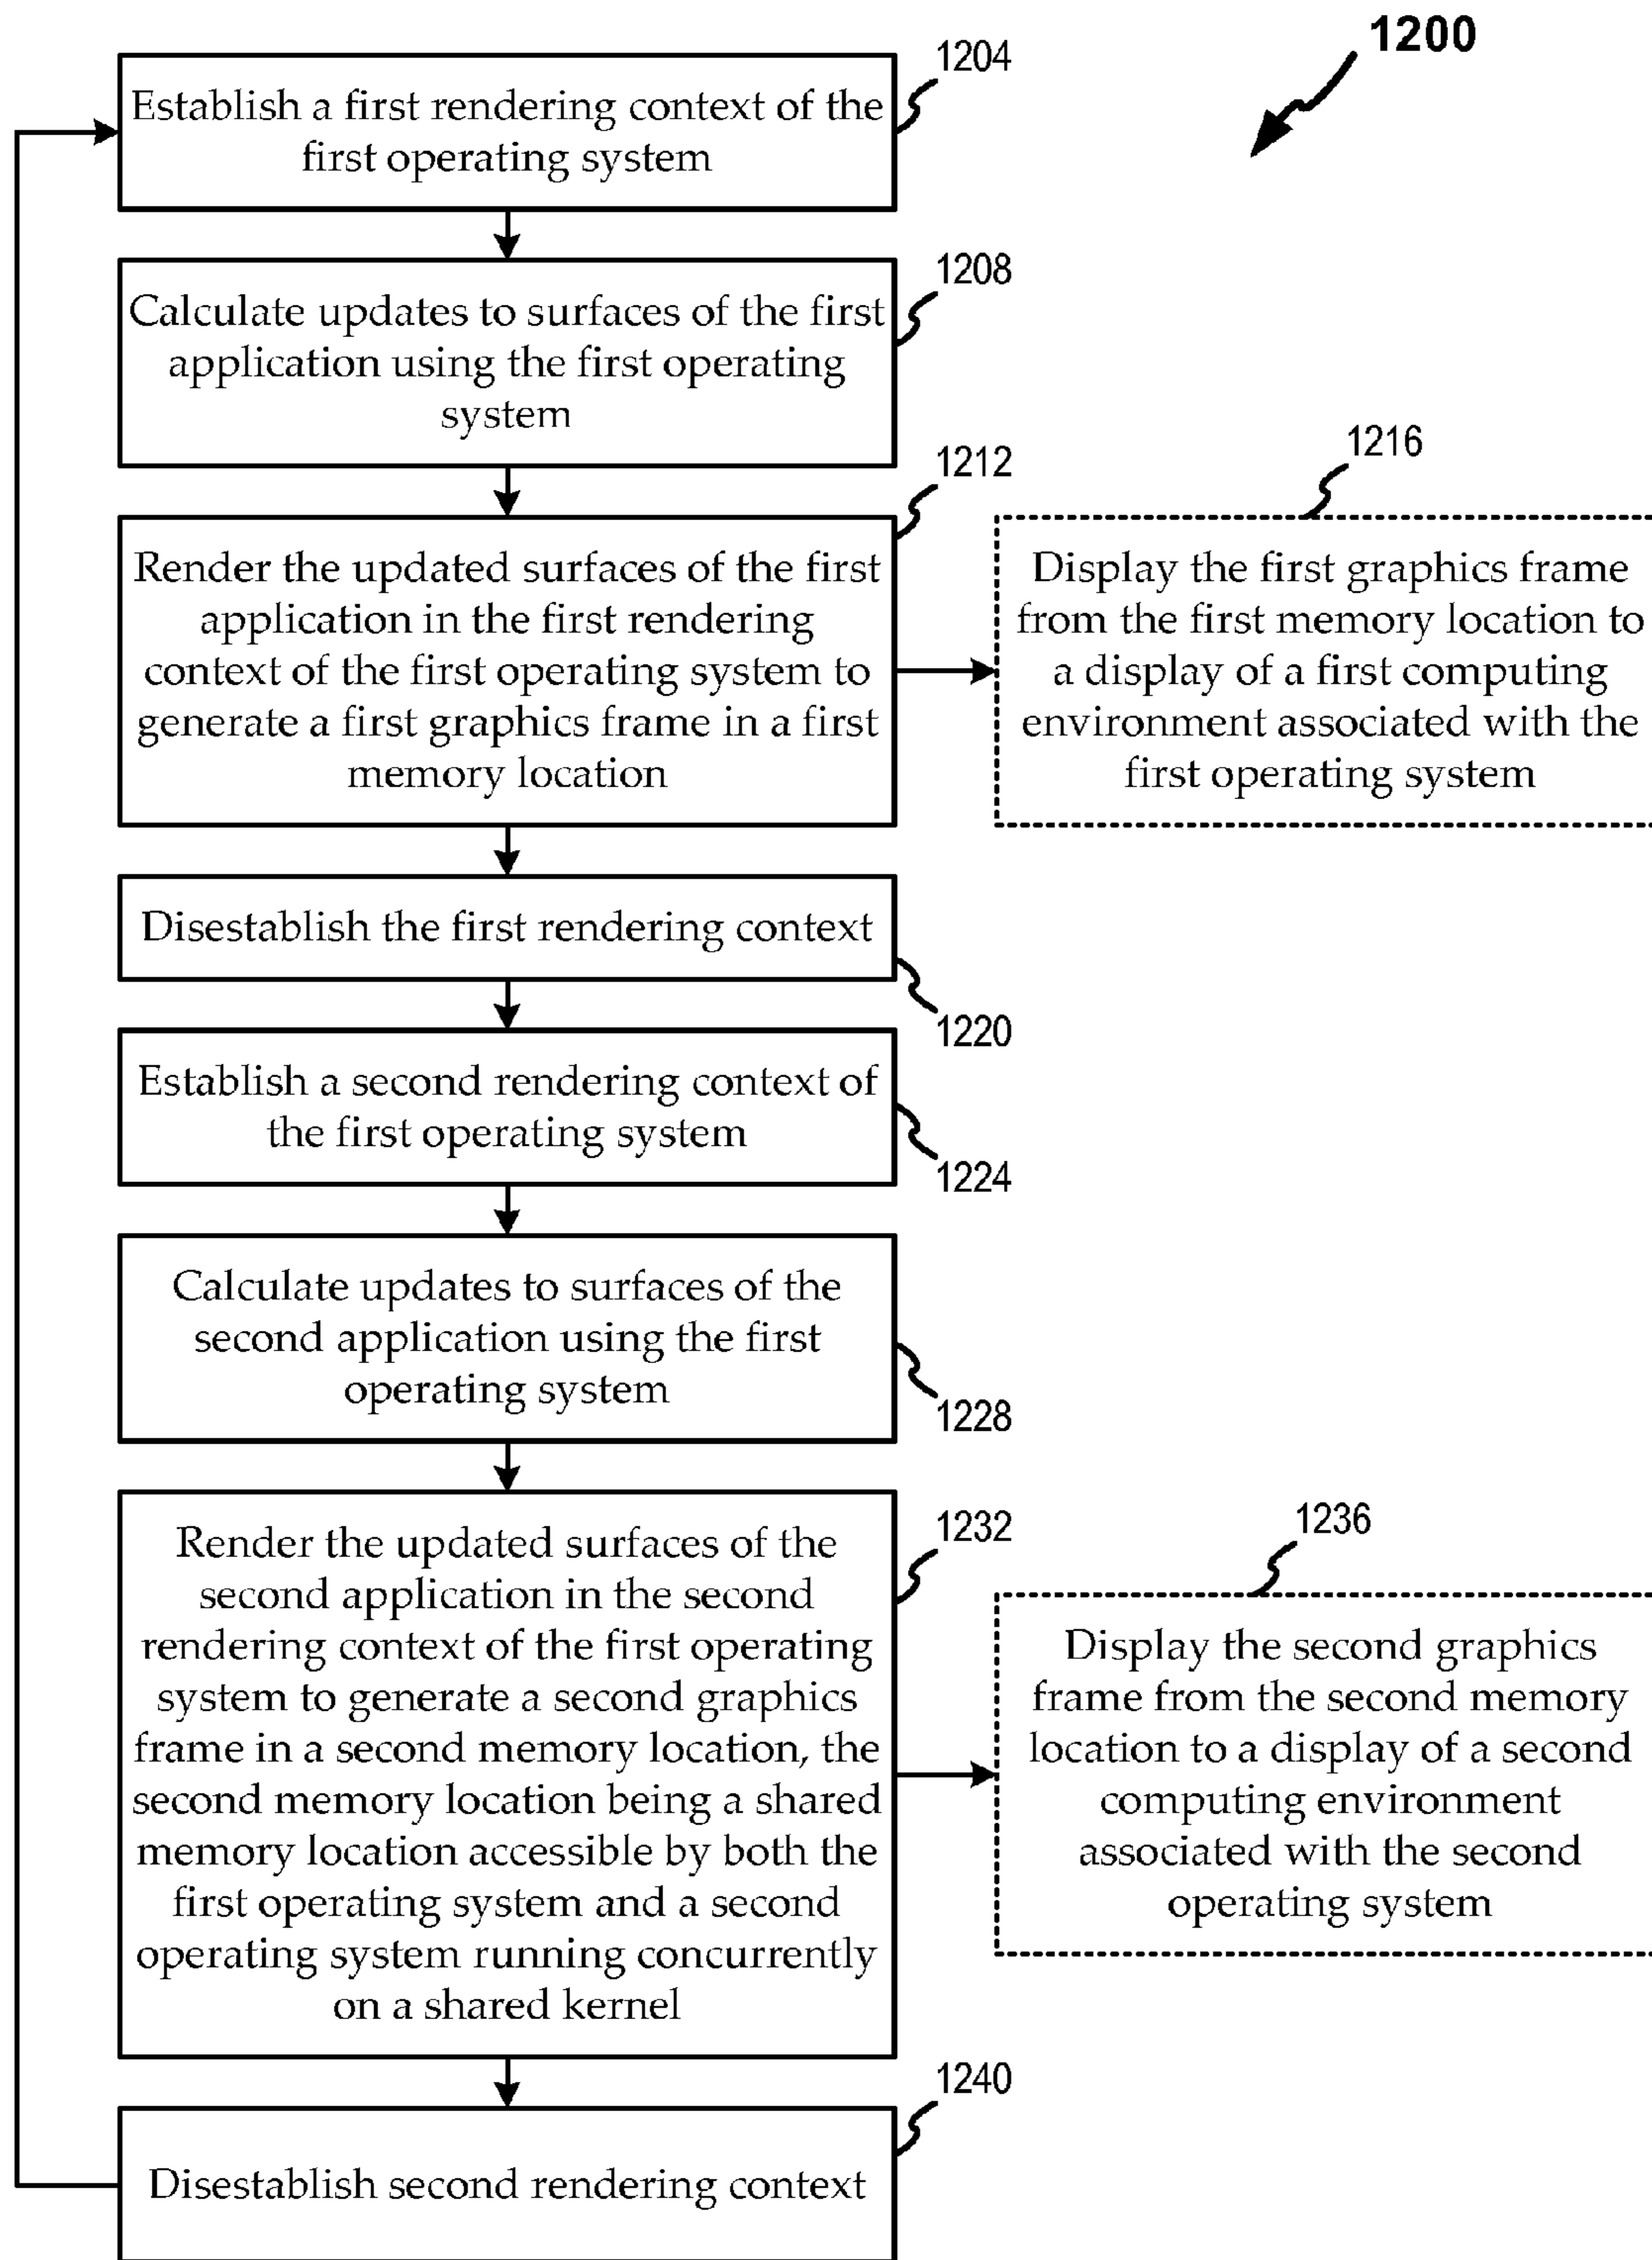 1200
1204
Establish a first rendering context of the
first operating system
1208
Calculate updates to surfaces of the first
application using the first operating
system
1212
Render the updated surfaces of the first
application in the first rendering
context of the first operating system to
generate a first graphics frame in a first
memory location
1216
Display the first graphics frame
from the first memory location to
a display of a first computing
environment associated with the
first operating system
Disestablish the first rendering context
1220
Establish a second rendering context of
the first operating system
1224
Calculate updates to surfaces of the
second application using the first
operating system
1228
Render the updated surfaces of the
second application in the second
rendering context of the first operating
system to generate a second graphics
frame in a second memory location, the
second memory location being a shared
memory location accessible by both the
first operating system and a second
operating system running concurrently
on a shared kernel
1232
1236
Display the second graphics
frame from the second memory
location to a display of a second
computing environment
associated with the second
operating system
1240
Disestablish second rendering context